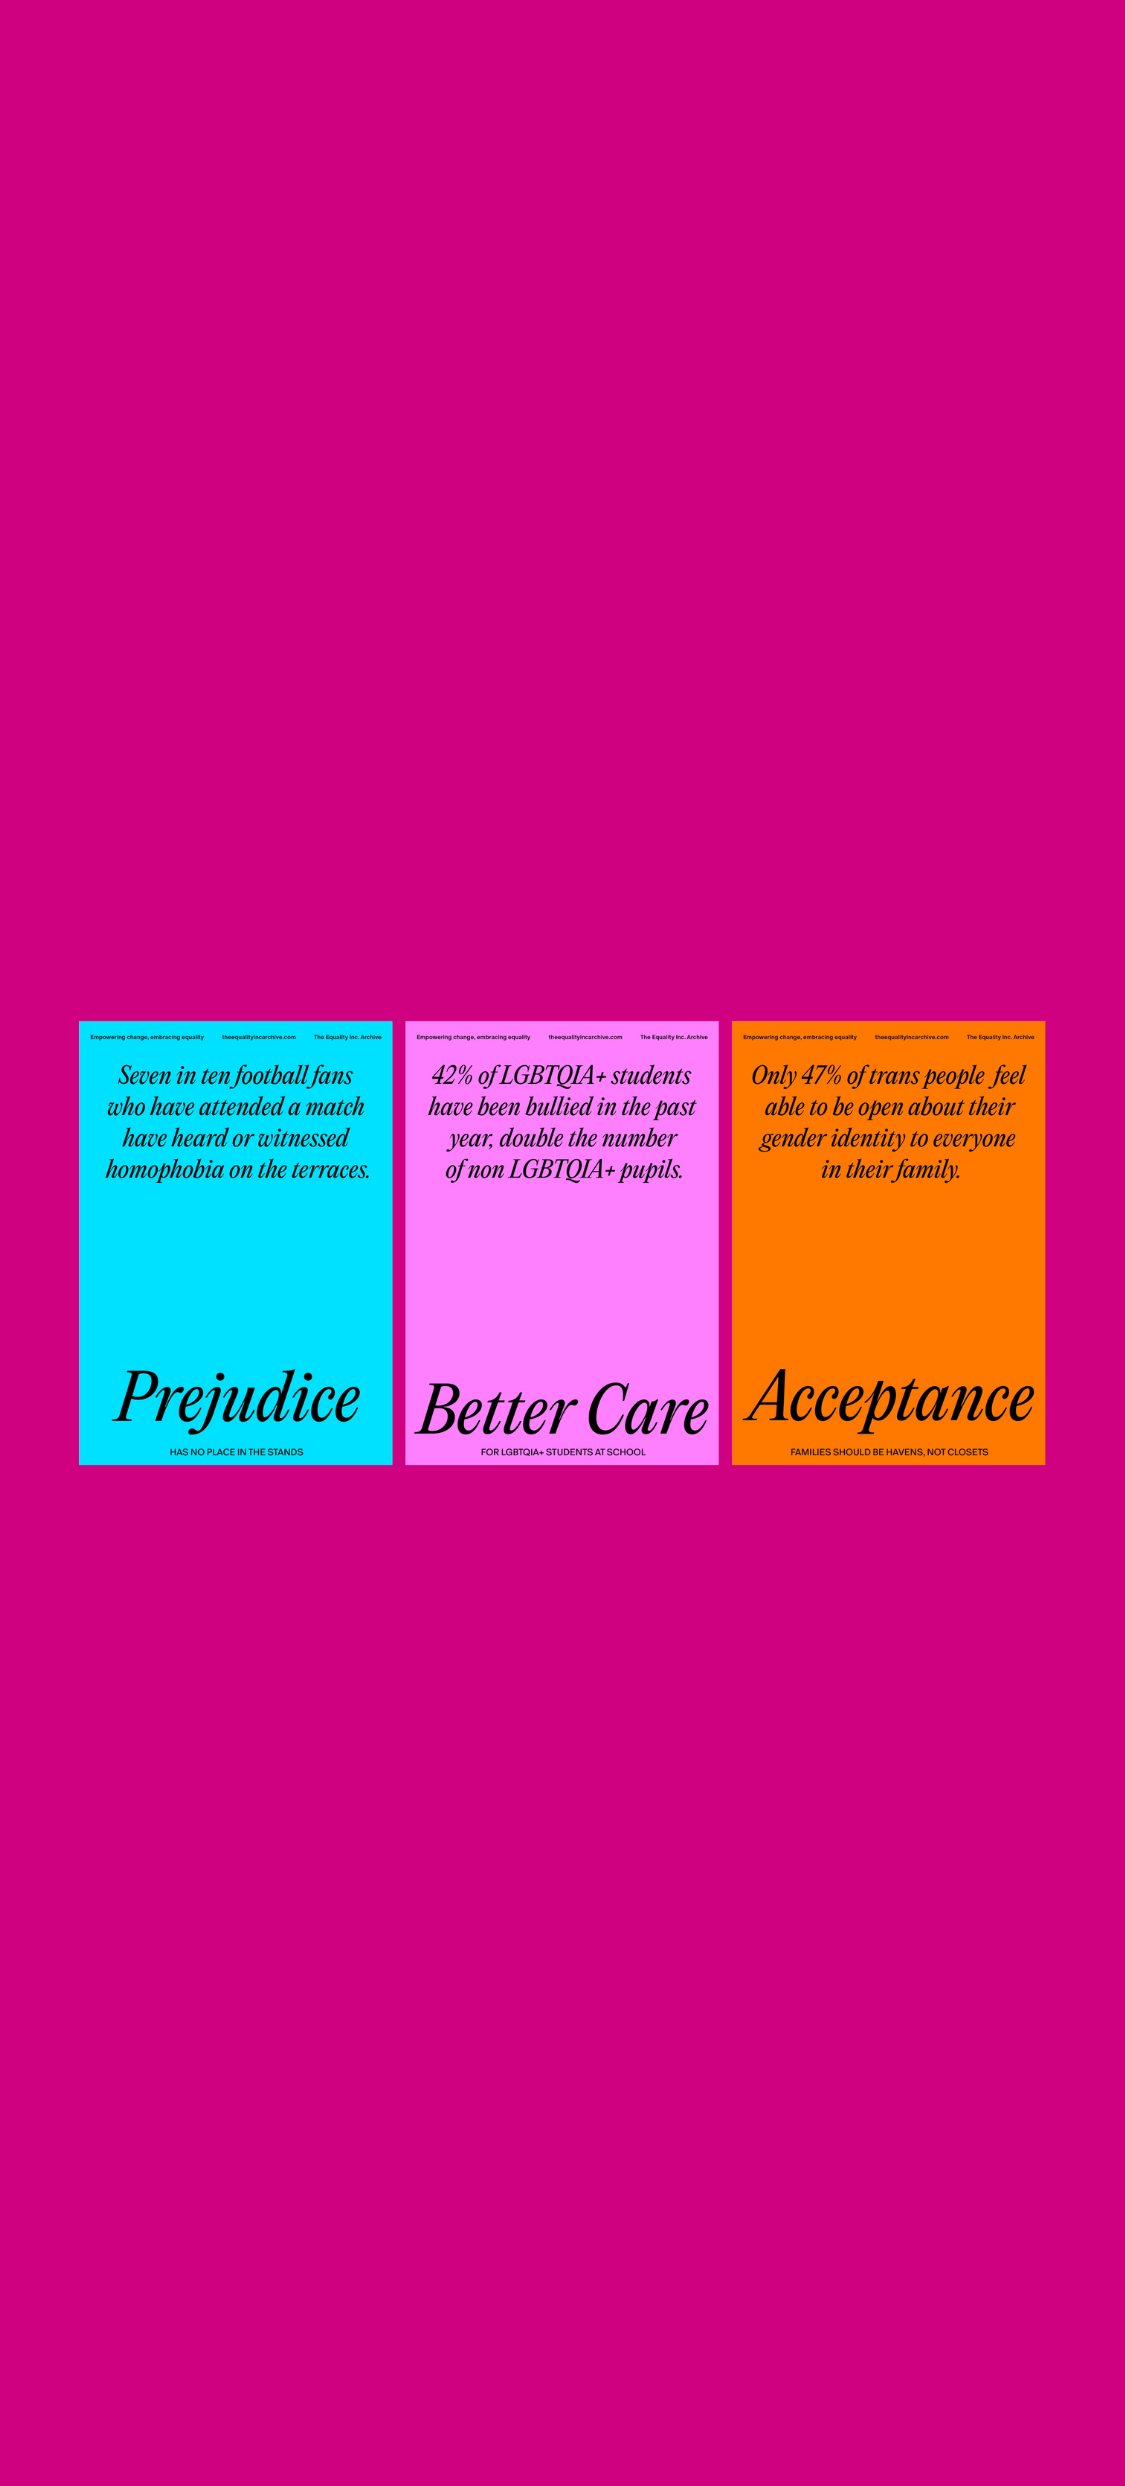 Empowering change, embracing equality theequalityincarchive.com The Equality Inc. Archive
Seven in ten football fans
who have attended a match
have heard or witnessed
homophobia on the terraces.
Prejudice
HAS NO PLACE IN THE STANDS
Empowering change, embracing equality theequalityincarchive.com The Equality Inc. Archive
42% of LGBTQIA+ students
have been bullied in the past
year, double the number
of non LGBTQIA+ pupils.
Better Care
FOR LGBTQIA+ STUDENTS AT SCHOOL
Empowering change, embracing equality theequalityincarchive.com The Equality Inc. Archive
Only 47% of trans people feel
able to be open about their
gender identity to everyone
in their family.
Acceptance
FAMILIES SHOULD BE HAVENS, NOT CLOSETS